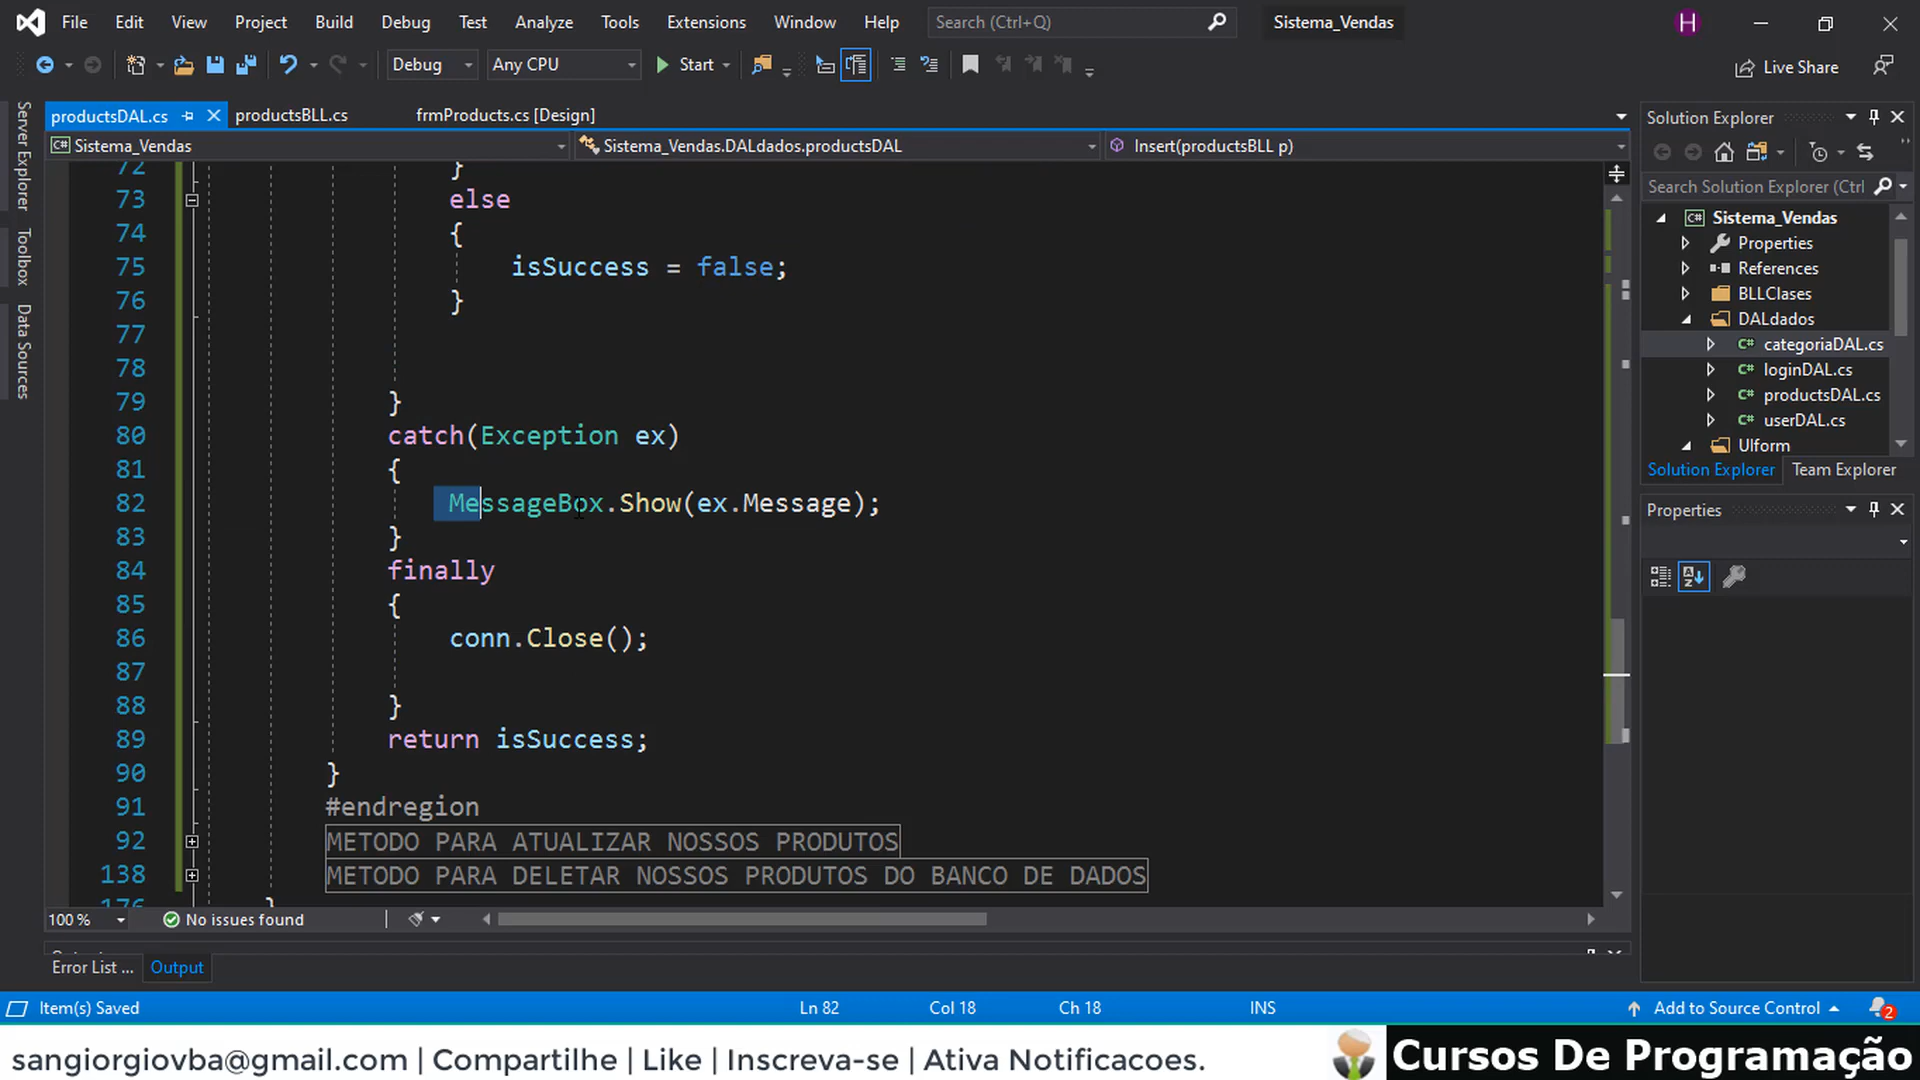 File Edit View Project Build Debug Test Analyze Tools Extensions Window Help Search (Ctrl+Q) Sistema_Vendas H
Debug Any CPU Start Live Share
productsDAL.cs productsBLL.cs frmProducts.cs [Design]
Sistema_Vendas Sistema_Vendas.DALdados.productsDAL Insert(productsBLL p)
Server Explorer
Toolbox
Data Sources
72 }
73 else
74 {
75 isSuccess = false;
76 }
77
78
79 }
80 catch(Exception ex)
81 {
82 MessageBox.Show(ex.Message);
83 }
84 finally
85 {
86 conn.Close();
87
88 }
89 return isSuccess;
90 }
91 #endregion
92 METODO PARA ATUALIZAR NOSSOS PRODUTOS
138 METODO PARA DELETAR NOSSOS PRODUTOS DO BANCO DE DADOS
176 }
100 % No issues found
Error List ... Output
Solution Explorer
Search Solution Explorer (Ctrl
Sistema_Vendas
Properties
References
BLLClases
DALdados
categoriaDAL.cs
loginDAL.cs
productsDAL.cs
userDAL.cs
UIform
Solution Explorer Team Explorer
Properties
Item(s) Saved Ln 82 Col 18 Ch 18 INS Add to Source Control 2
sangiorgiovba@gmail.com | Compartilhe | Like | Inscreva-se | Ativa Notificacoes. Cursos De Programação